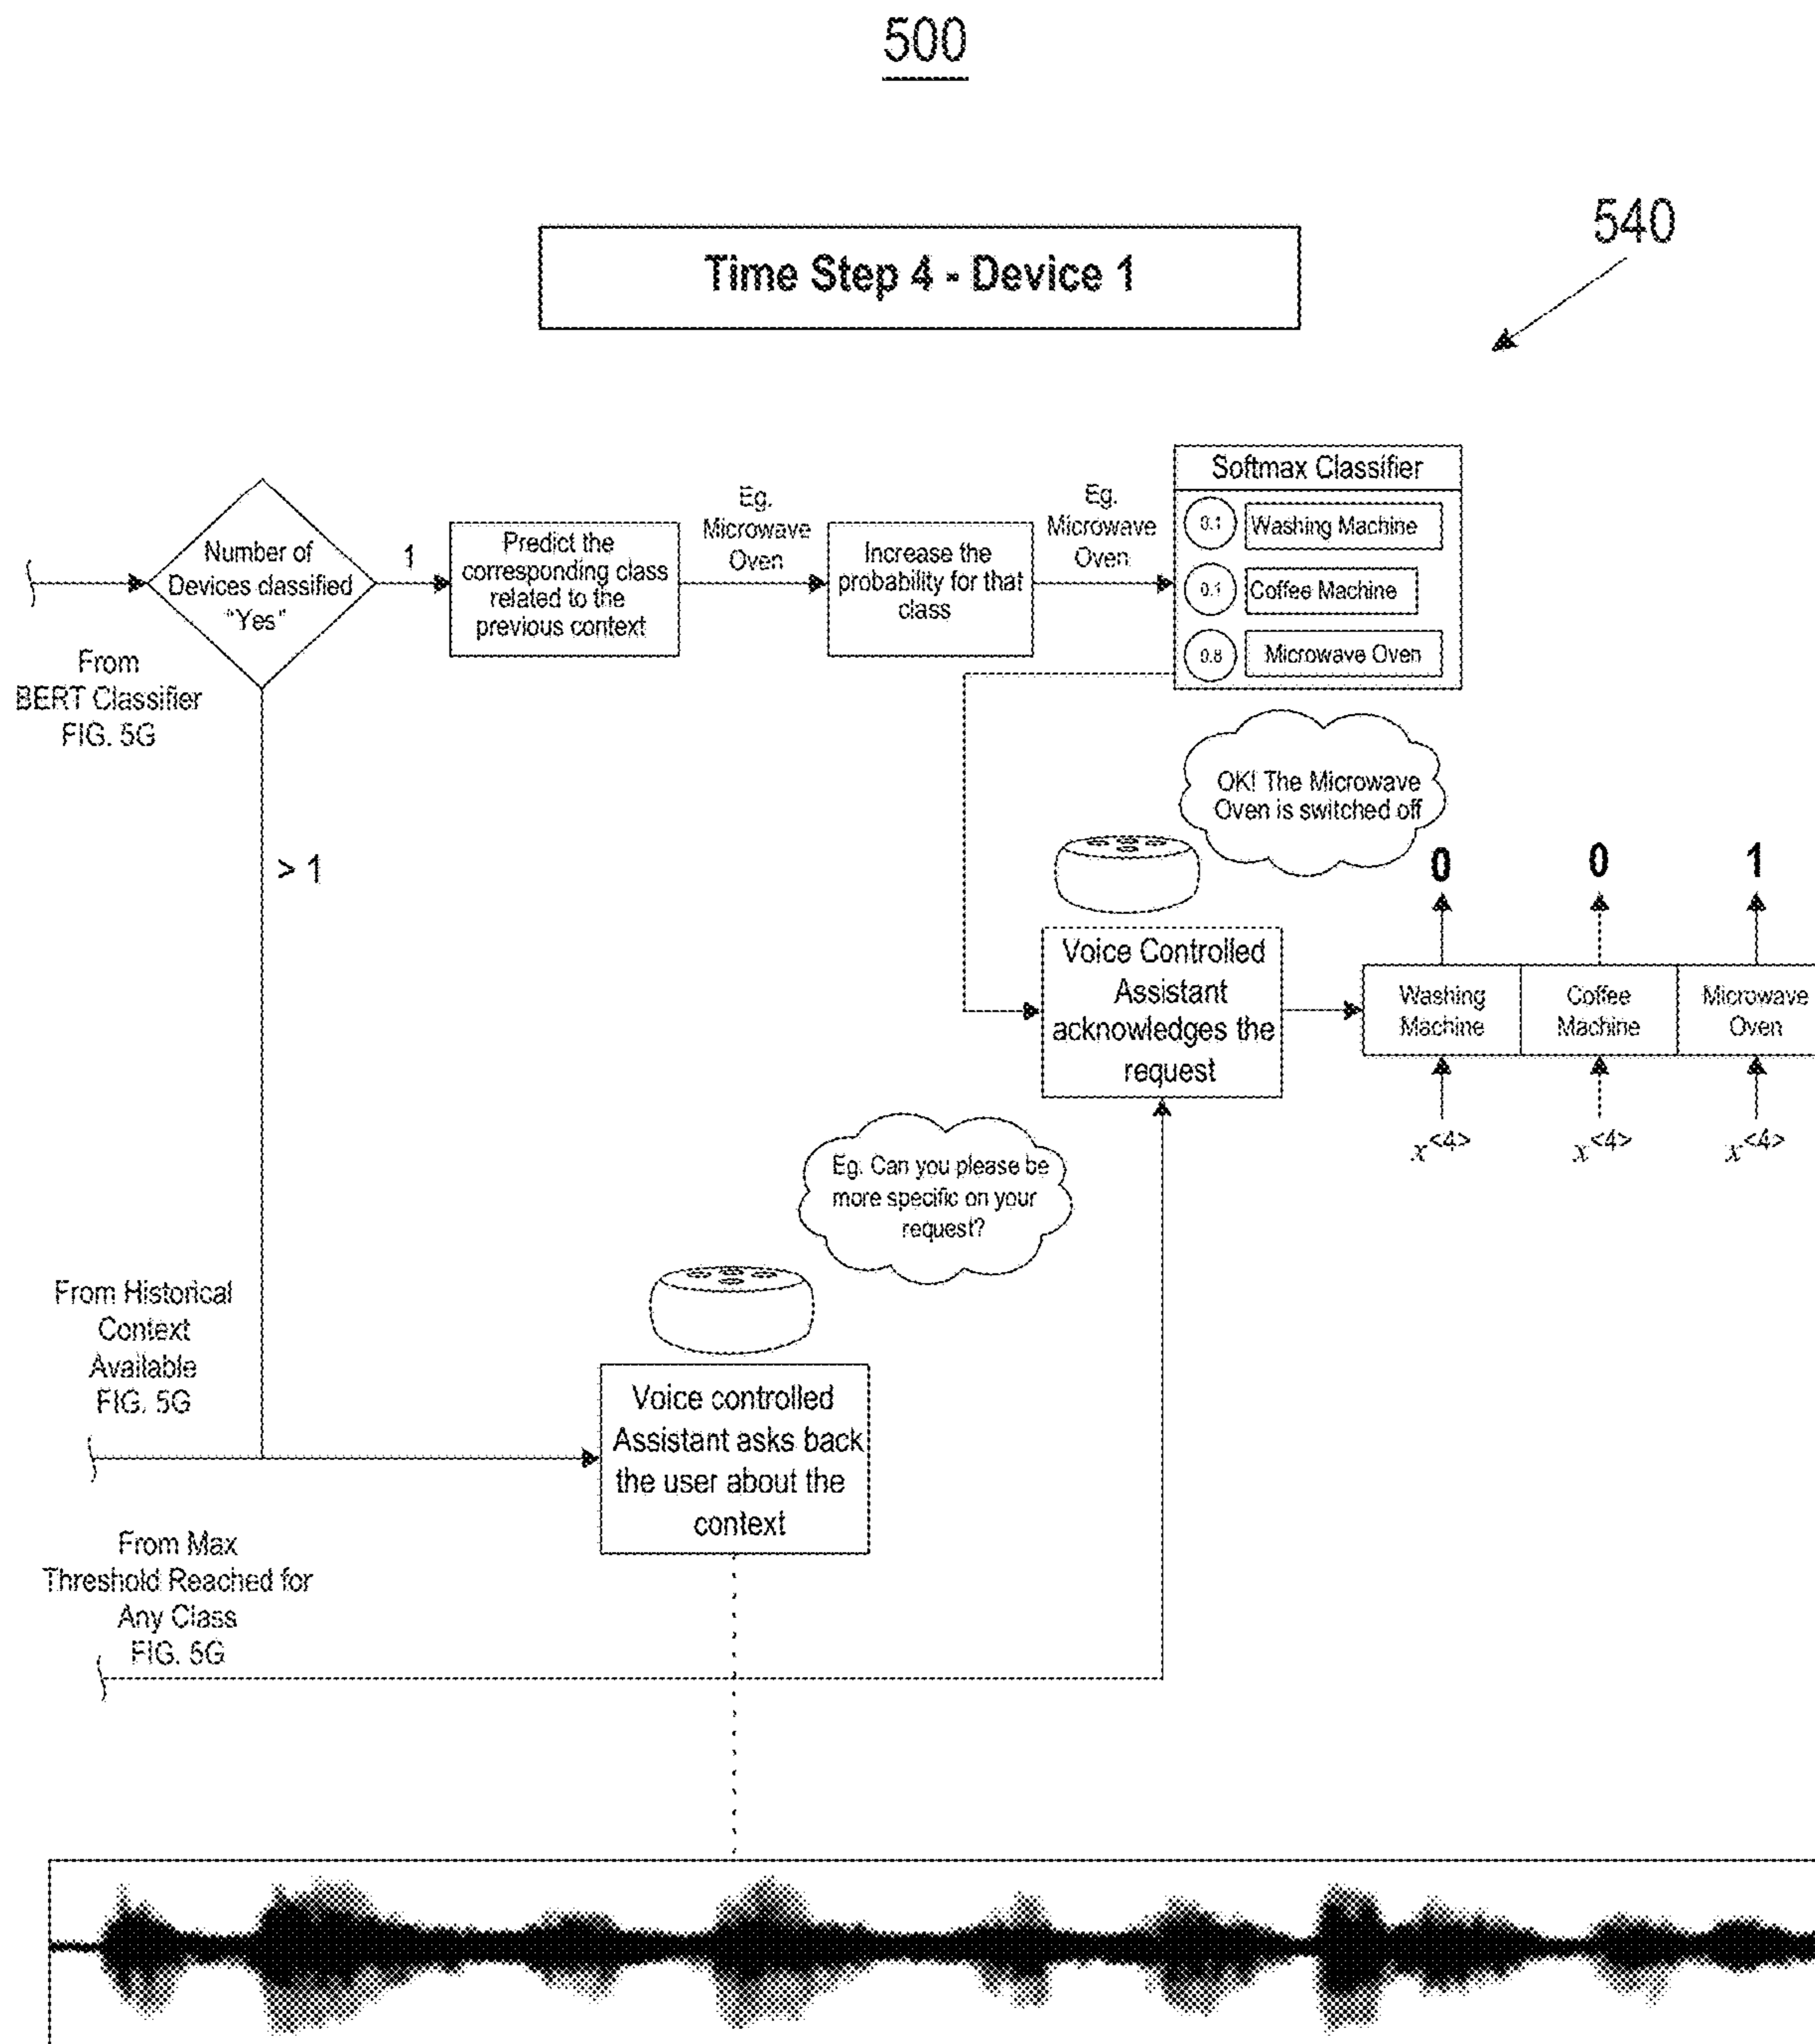 500
540
Time Step 4 - Device 1
Number of
Devices classified
"Yes"
1
> 1
From
BERT Classifier
FIG. 5G
Predict the
corresponding class
related to the
previous context
Eg.
Microwave
Oven
Increase the
probability for that
class
Eg.
Microwave
Oven
Softmax Classifier
0.1 Washing Machine
0.1 Coffee Machine
0.8 Microwave Oven
OK! The Microwave
Oven is switched off
Voice Controlled
Assistant
acknowledges the
request
0 0 1
Washing
Machine
Coffee
Machine
Microwave
Oven
x<4> x<4> x<4>
Eg. Can you please be
more specific on your
request?
From Historical
Context
Available
FIG. 5G
Voice controlled
Assistant asks back
the user about the
context
From Max
Threshold Reached for
Any Class
FIG. 5G